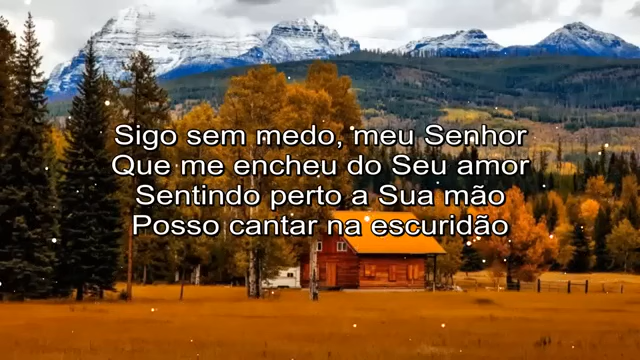 Sigo sem medo, meu Senhor
Que me encheu do Seu amor
Sentindo perto a Sua mão
Posso cantar na escuridão